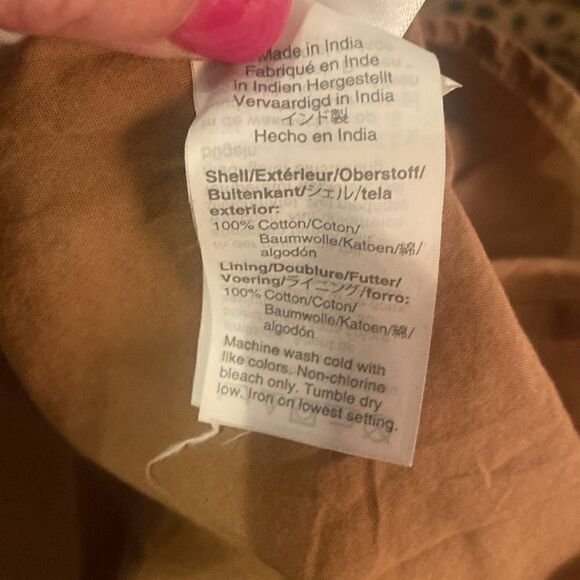 Made in India
Fabriqué en Inde
in Indien Hergestellt
Vervaardigd in India
インド製
Hecho en India
Shell/Extérieur/Oberstoff/
Buitenkant/シェル/tela
exterior:
100% Cotton/Coton/
Baumwolle/Katoen/綿/
algodón
Lining/Doublure/Futter/
Voering/ライニング/forro:
100% Cotton/Coton/
Baumwolle/Katoen/綿/
algodón
Machine wash cold with
like colors. Non-chlorine
bleach only. Tumble dry
low. Iron on lowest setting.